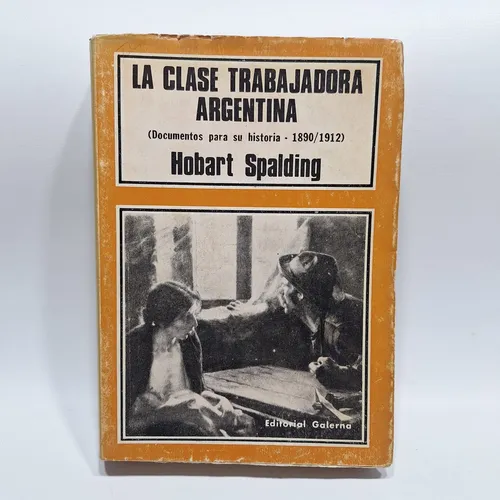 LA CLASE TRABAJADORA
ARGENTINA
(Documentos para su historia - 1890/1912)
Hobart Spalding
Editorial Galerna